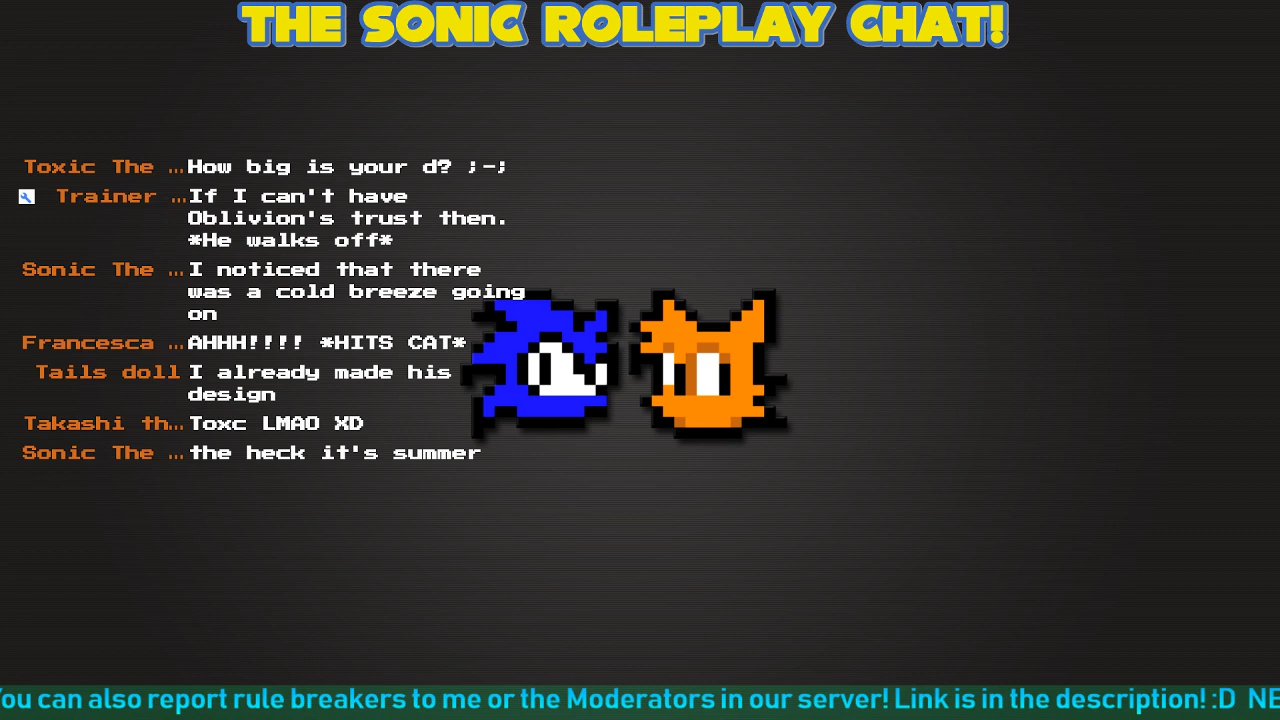 THE SONIC ROLEPLAY CHAT!
Toxic The ... How big is your d? ;-;
Trainer ... If I can't have
Oblivion's trust then.
*He walks off*
Sonic The ... I noticed that there
was a cold breeze going
on
Francesca ... AHHH!!!! *HITS CAT*
Tails doll I already made his
design
Takashi th... Toxc LMAO XD
Sonic The ... the heck it's summer
You can also report rule breakers to me or the Moderators in our server! Link is in the description! :D NE